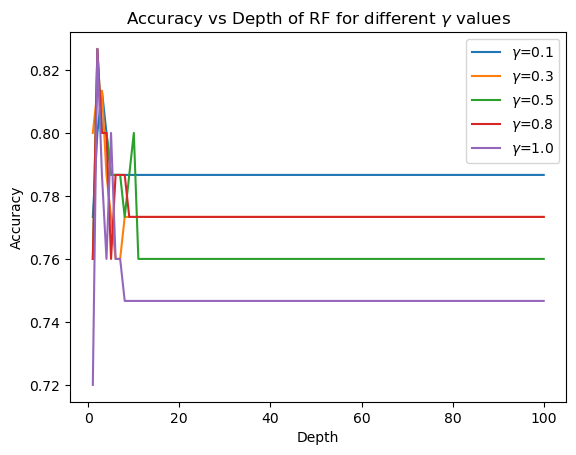 Accuracy vs Depth of RF for different γ values
γ=0.1
γ=0.3
γ=0.5
γ=0.8
γ=1.0
0.82
0.80
0.78
0.76
0.74
0.72
Accuracy
0
20
40
60
80
100
Depth